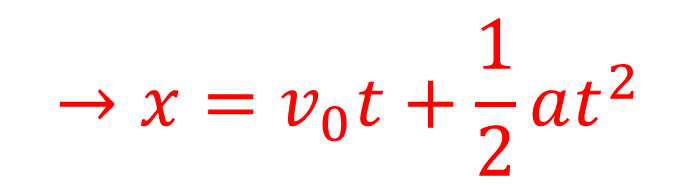 → x = v₀t + ½at²